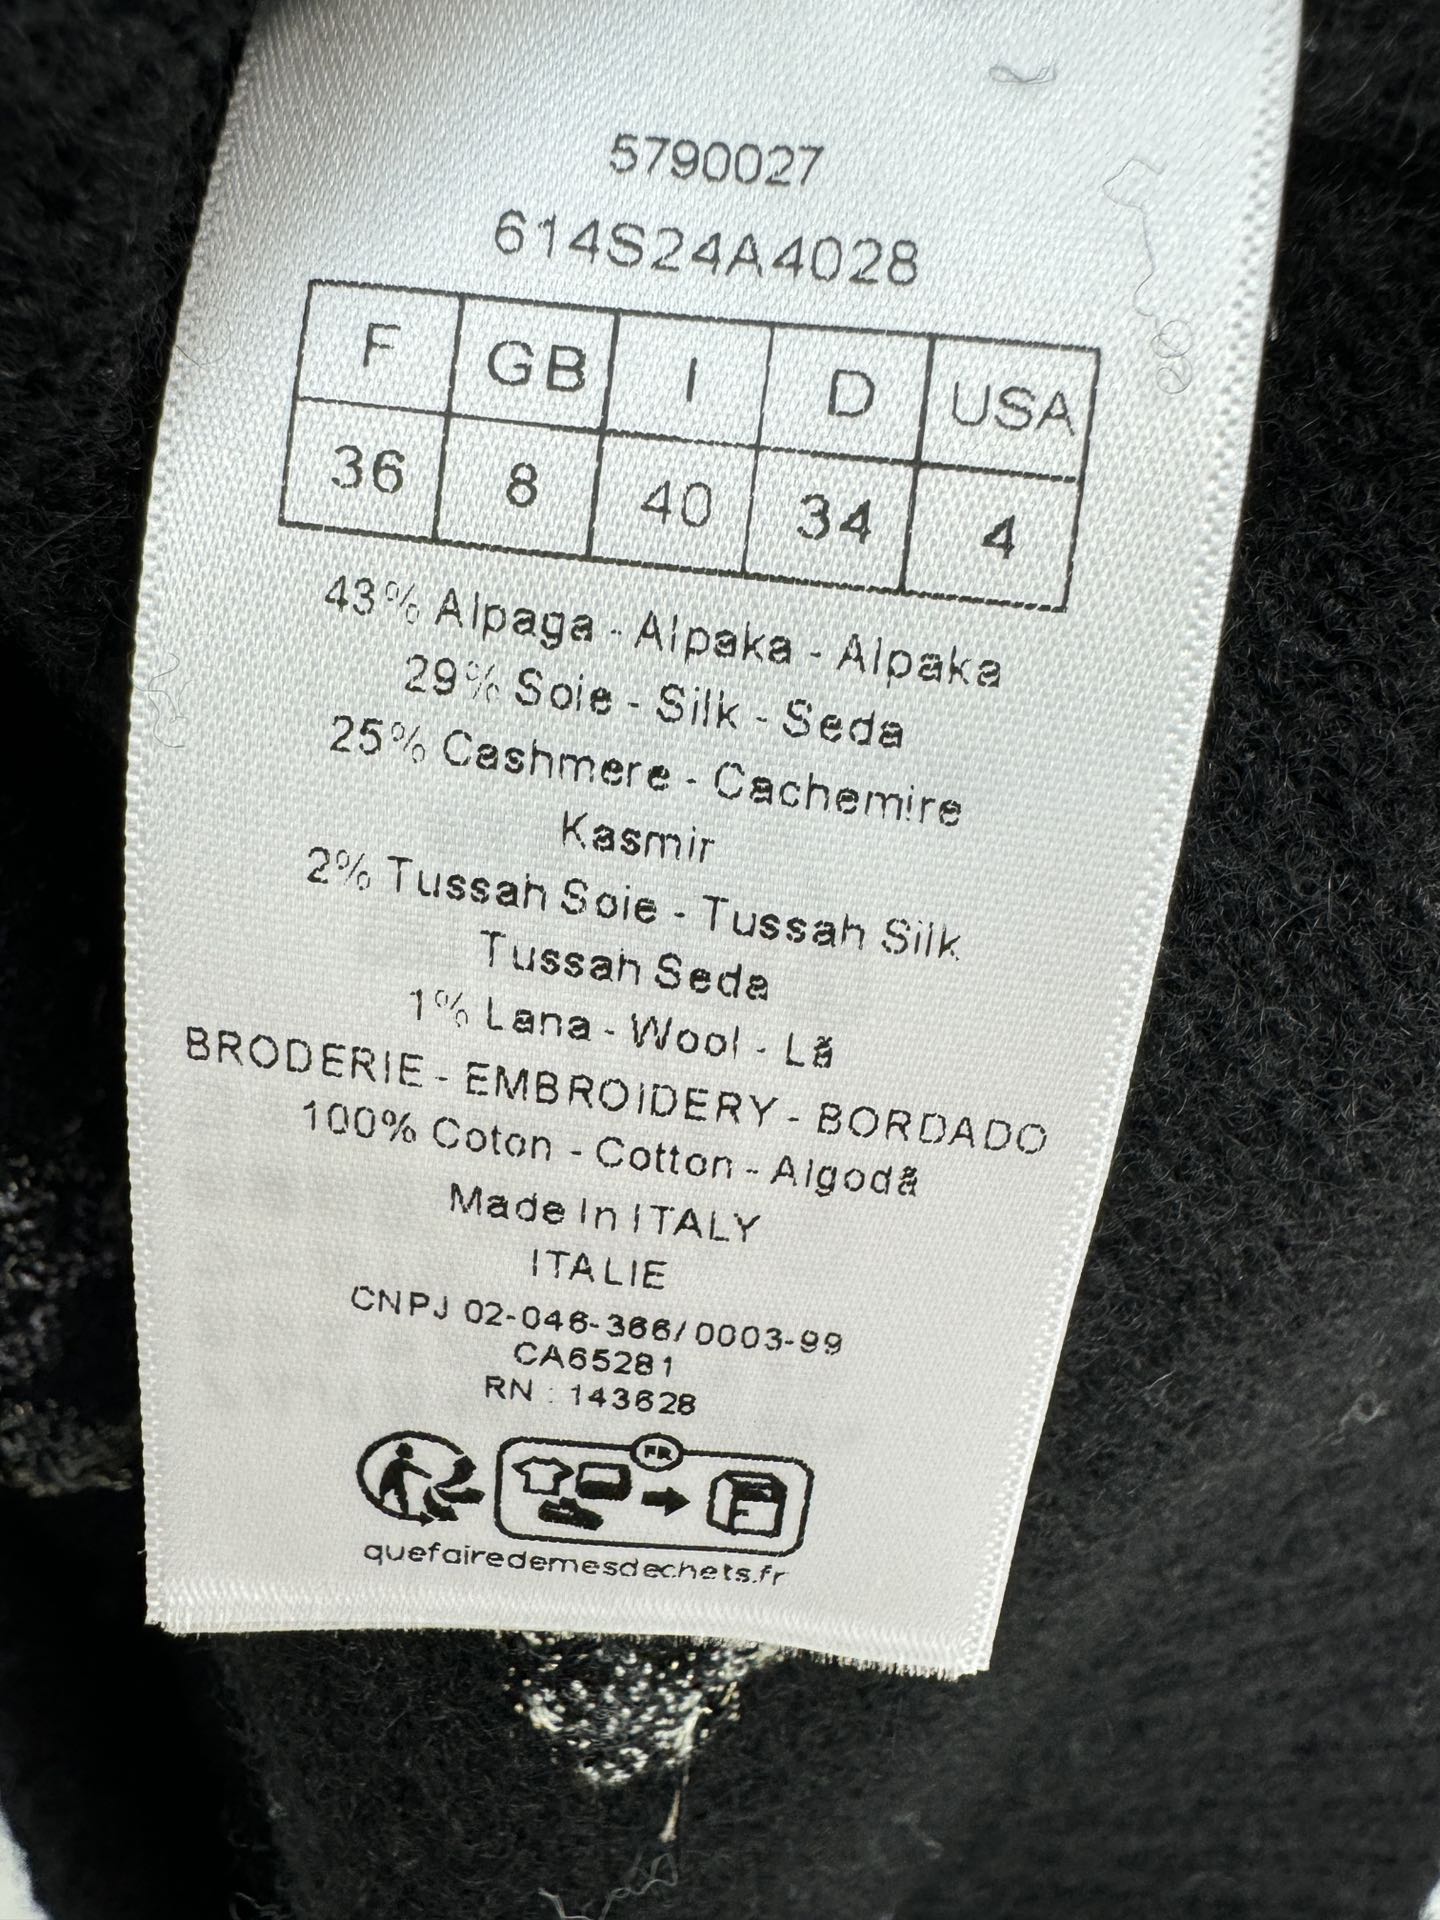 5790027
614S24A4028
F GB I D USA
36 8 40 34 4
43% Alpaga - Alpaka - Alpaka
29% Soie - Silk - Seda
25% Cashmere - Cachemire
Kasmir
2% Tussah Soie - Tussah Silk
Tussah Seda
1% Lana - Wool - Lã
BRODERIE - EMBROIDERY - BORDADO
100% Coton - Cotton - Algodã
Made In ITALY
ITALIE
CNPJ 02-046-366/0003-99
CA65281
RN : 143628
FR
F
quefairedemesdechets.fr